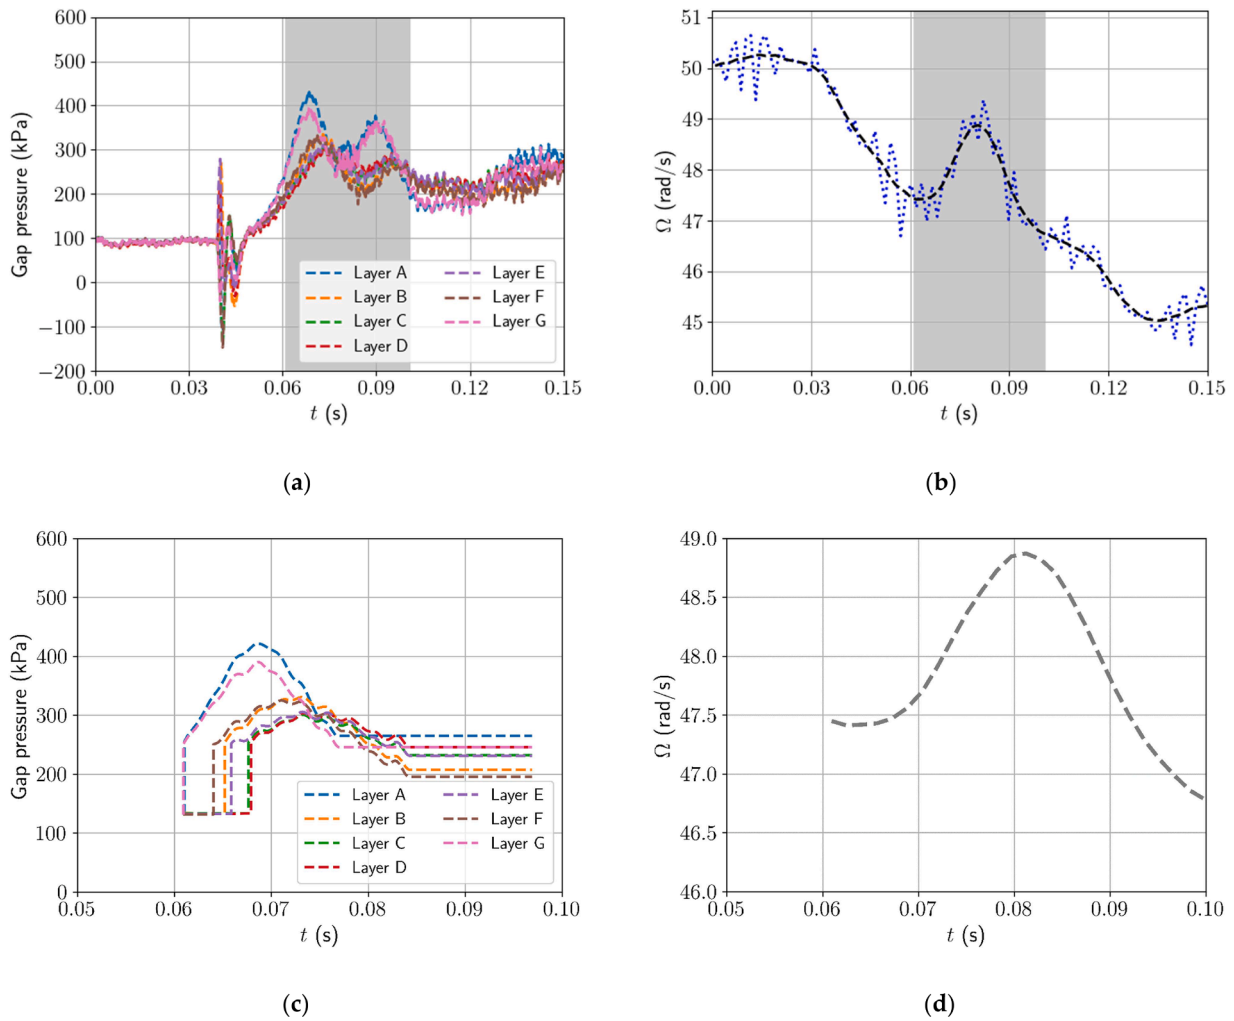 600
500
400
300
200
100
0
−100
−200
Gap pressure (kPa)
Layer A
Layer B
Layer C
Layer D
Layer E
Layer F
Layer G
0.00 0.03 0.06 0.09 0.12 0.15
t (s)
(a)
51
50
49
48
47
46
45
Ω (rad/s)
0.00 0.03 0.06 0.09 0.12 0.15
t (s)
(b)
600
500
400
300
200
100
0
Gap pressure (kPa)
Layer A
Layer B
Layer C
Layer D
Layer E
Layer F
Layer G
0.05 0.06 0.07 0.08 0.09 0.10
t (s)
(c)
49.0
48.5
48.0
47.5
47.0
46.5
46.0
Ω (rad/s)
0.05 0.06 0.07 0.08 0.09 0.10
t (s)
(d)